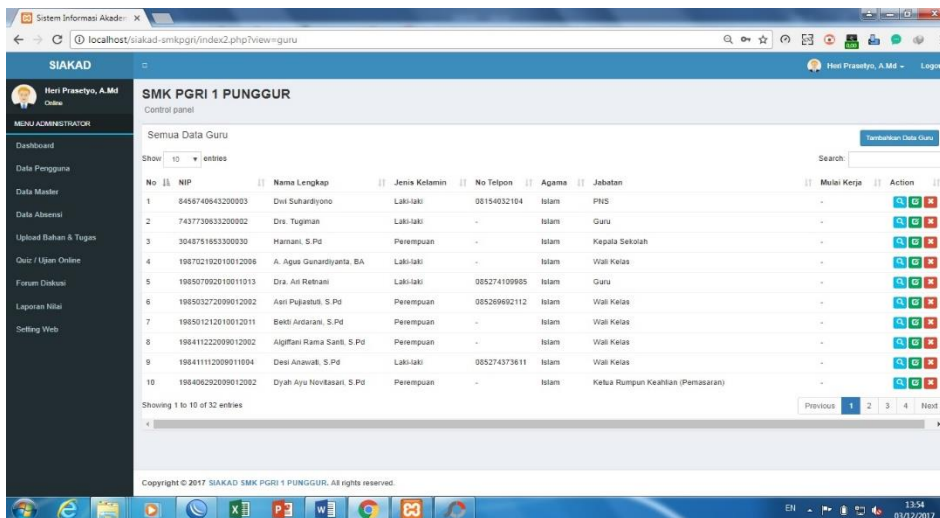 Sistem Informasi Akader
localhost/siakad-smkpgri/index2.php?view=guru
SIAKAD
Heri Prasetyo, A.Md
Logou
Heri Prasetyo, A.Md
Online
MENU ADMINISTRATOR
Dashboard
Data Pengguna
Data Master
Data Absensi
Upload Bahan & Tugas
Quiz / Ujian Online
Forum Diskusi
Laporan Nilai
Setting Web
SMK PGRI 1 PUNGGUR
Control panel
Semua Data Guru
Tambahkan Data Guru
Show 10 entries
Search:
No NIP Nama Lengkap Jenis Kelamin No Telpon Agama Jabatan Mulai Kerja Action
1 8456740643200003 Dwi Suhardiyono Laki-laki 08154032104 Islam PNS -
2 7437730633200002 Drs. Tugiman Laki-laki - Islam Guru -
3 3048751653300030 Hamani, S.Pd Perempuan - Islam Kepala Sekolah -
4 198702192010012006 A. Agus Gunardiyanta, BA Laki-laki - Islam Wali Kelas -
5 198507092010011013 Dra. Ari Retnani Laki-laki 085274109985 Islam Guru -
6 198503272009012002 Asri Pujiastuti, S.Pd Perempuan 085269692112 Islam Wali Kelas -
7 198501212010012011 Bekti Ardarani, S.Pd Perempuan - Islam Wali Kelas -
8 198411222009012002 Algiffani Rama Santi, S.Pd Perempuan - Islam Wali Kelas -
9 198411112009011004 Desi Anawati, S.Pd Laki-laki 085274373611 Islam Wali Kelas -
10 198406292009012002 Dyah Ayu Novitasari, S.Pd Perempuan - Islam Ketua Rumpun Keahlian (Pemasaran) -
Showing 1 to 10 of 32 entries
Previous 1 2 3 4 Next
Copyright © 2017 SIAKAD SMK PGRI 1 PUNGGUR. All rights reserved.
EN
13:54
03/12/2017